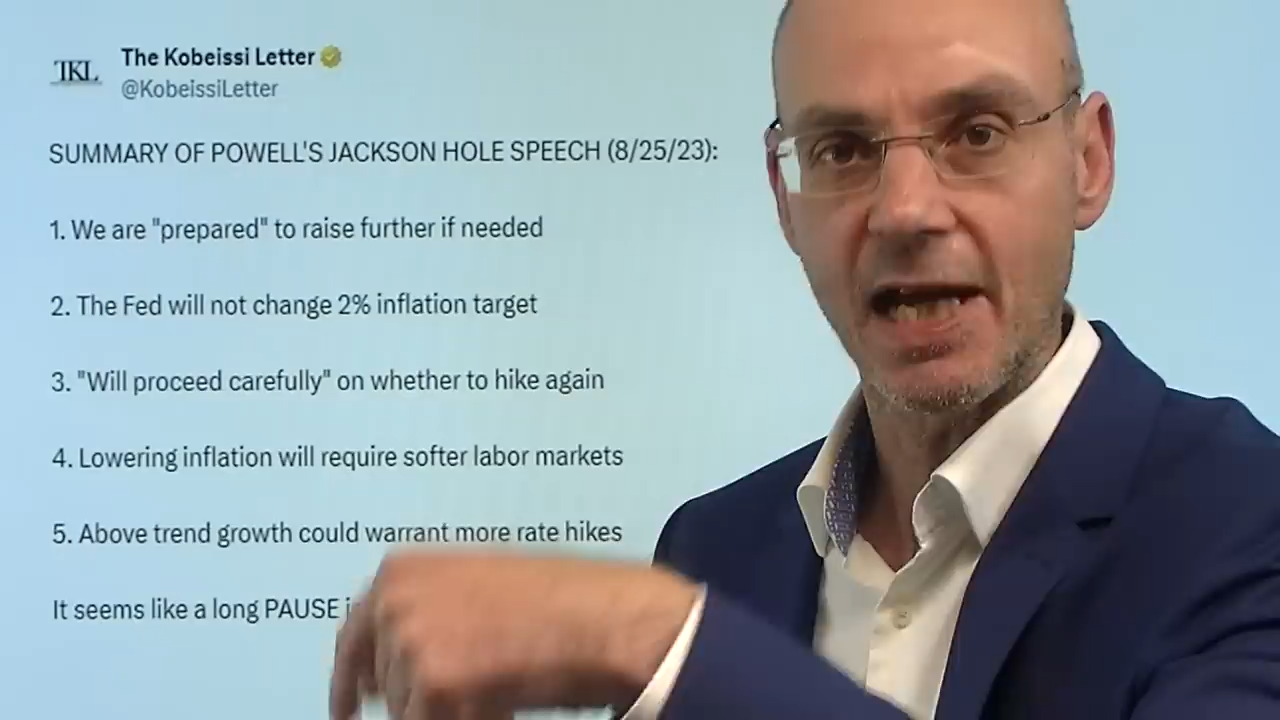 TKL
The Kobeissi Letter
@KobeissiLetter
SUMMARY OF POWELL'S JACKSON HOLE SPEECH (8/25/23):
1. We are "prepared" to raise further if needed
2. The Fed will not change 2% inflation target
3. "Will proceed carefully" on whether to hike again
4. Lowering inflation will require softer labor markets
5. Above trend growth could warrant more rate hikes
It seems like a long PAUSE